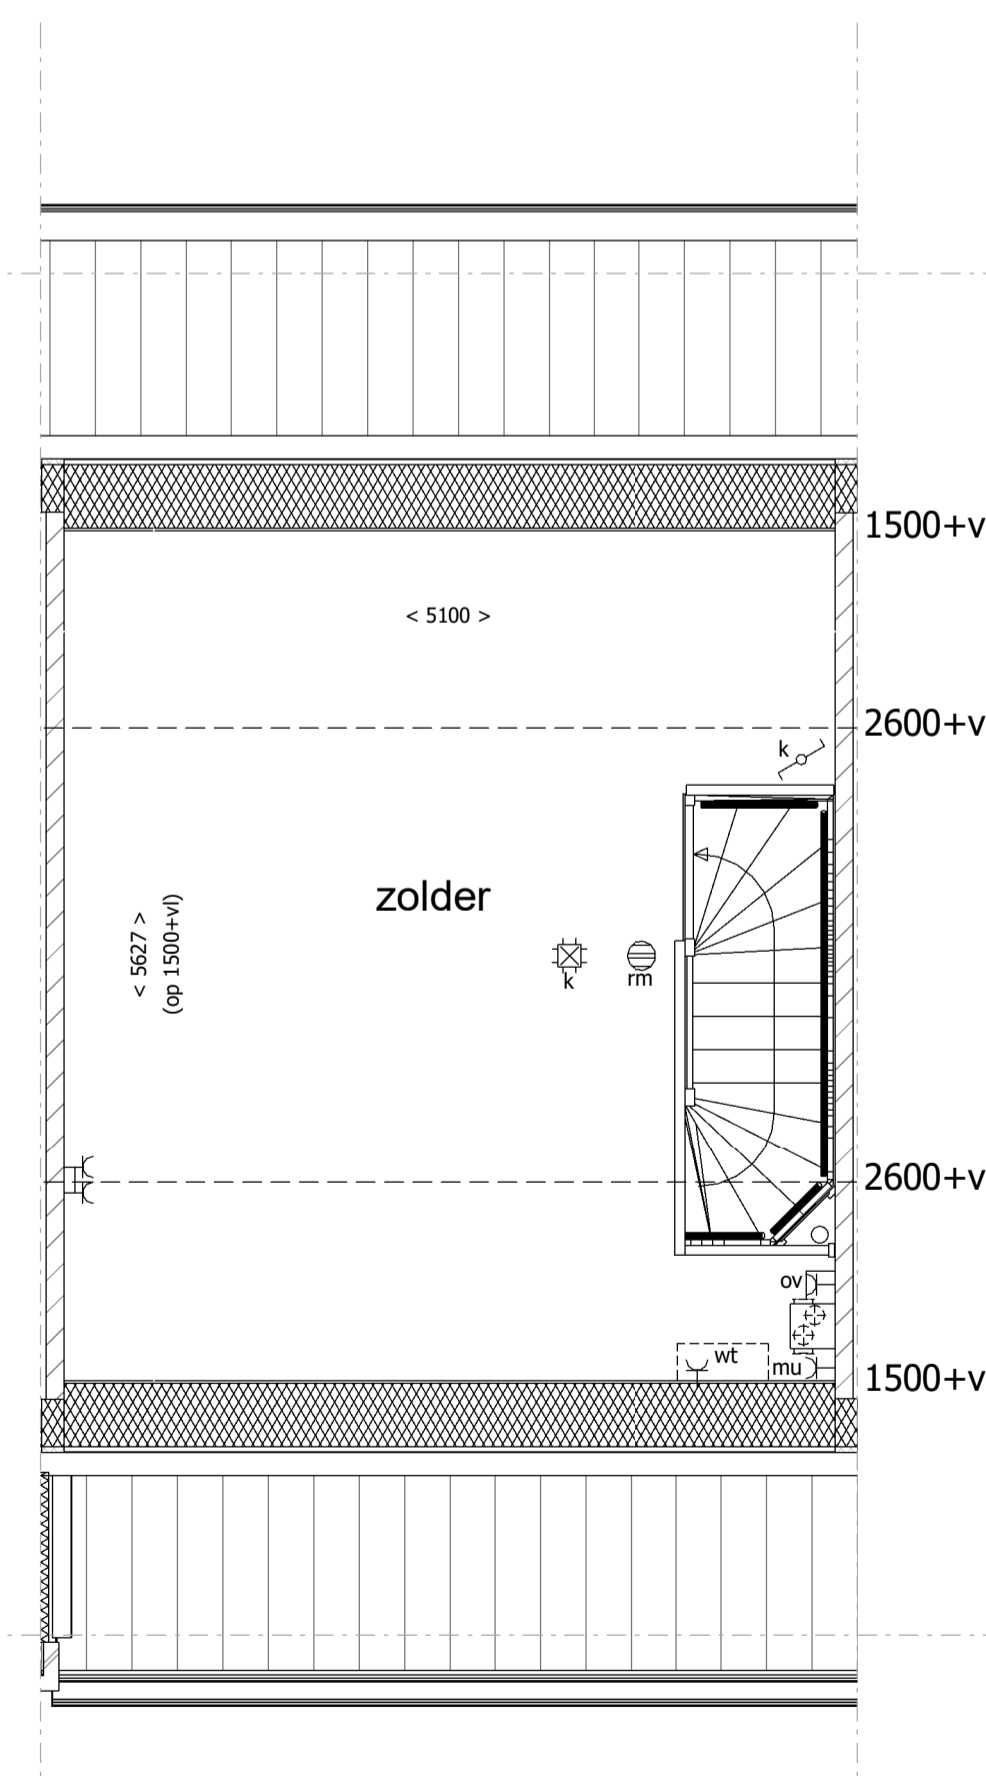 1500+v
< 5100 >
2600+v
k
zolder
< 5627 >
(op 1500+vl)
k
rm
2600+v
ov
wt
mu
1500+v